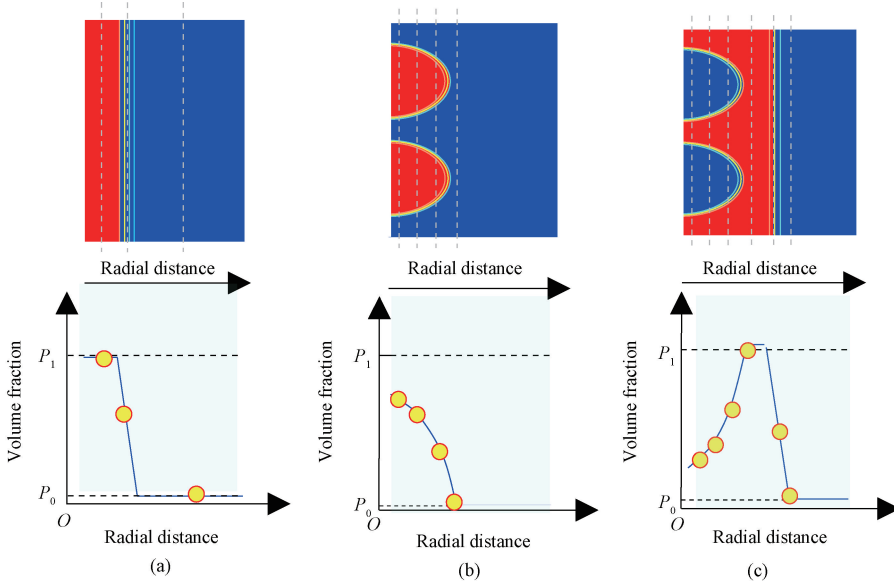 Radial distance
Volume fraction
P1
P0
O
Radial distance
(a)
Radial distance
Volume fraction
P1
P0
O
Radial distance
(b)
Radial distance
Volume fraction
P1
P0
O
Radial distance
(c)